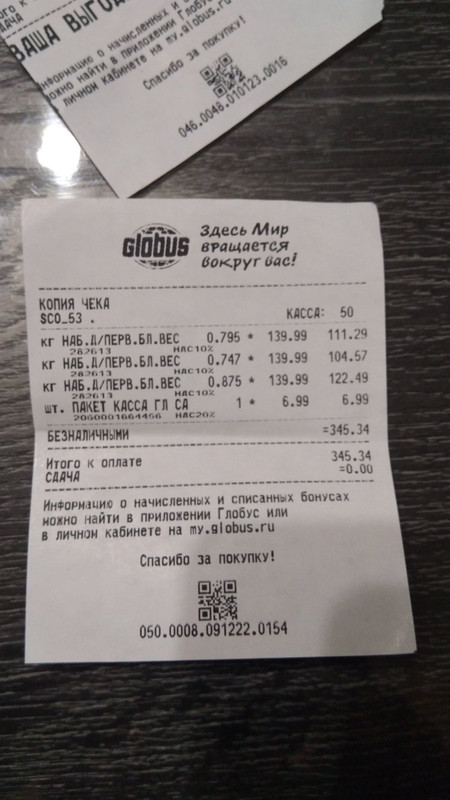 ВАША ВЫГОД
Информацию о начисленных и
можно найти в приложении Глобус
личном кабинете на my.globus.ru
Спасибо за покупку!
046.0048.010123.0016
GLOBUS
Здесь Мир
вращается
вокруг вас!
КОПИЯ ЧЕКА
SCO_53 .
КАССА: 50
кг НАБ.Д/ПЕРВ.БЛ.ВЕС 0.795 * 139.99 111.29
282613 НДС10%
кг НАБ.Д/ПЕРВ.БЛ.ВЕС 0.747 * 139.99 104.57
282613 НДС10%
кг НАБ.Д/ПЕРВ.БЛ.ВЕС 0.875 * 139.99 122.49
282613 НДС10%
шт. ПАКЕТ КАССА ГЛ СА 1 * 6.99 6.99
2060001664466 НДС20%
БЕЗНАЛИЧНЫМИ =345.34
Итого к оплате 345.34
СДАЧА =0.00
Информацию о начисленных и списанных бонусах
можно найти в приложении Глобус или
в личном кабинете на my.globus.ru
Спасибо за покупку!
050.0008.091222.0154